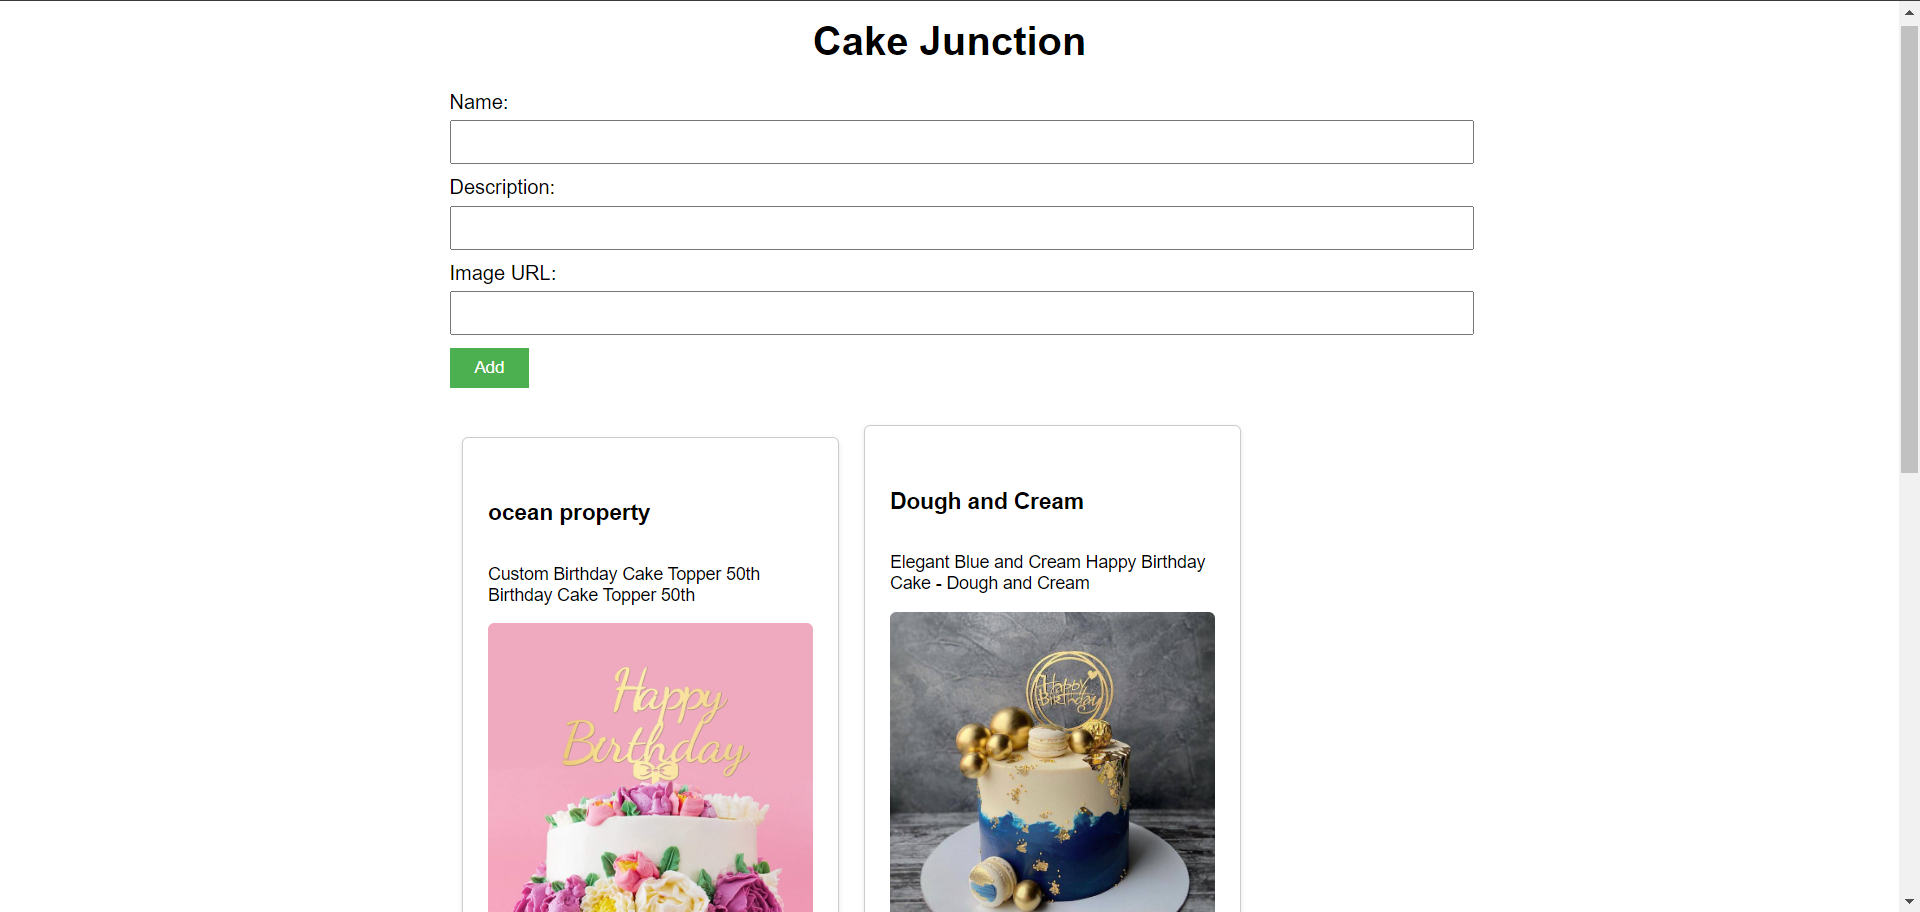 Cake Junction
Name:
Description:
Image URL:
Add
ocean property
Custom Birthday Cake Topper 50th
Birthday Cake Topper 50th
Happy
Birthday
Dough and Cream
Elegant Blue and Cream Happy Birthday
Cake - Dough and Cream
Happy
Birthday